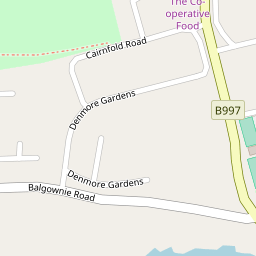 The Co-
operative
Food
Cairnfold Road
Denmore Gardens
B997
Denmore Gardens
Balgownie Road